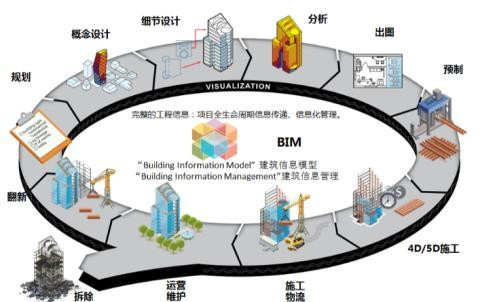 细节设计
分析
概念设计
出图
规划
预制
VISUALIZATION
完整的工程信息：项目全生命周期信息传递、信息化管理。
BIM
“Building Information Model” 建筑信息模型
“Building Information Management”建筑信息管理
翻新
4D/5D施工
拆除
运营
维护
施工
物流